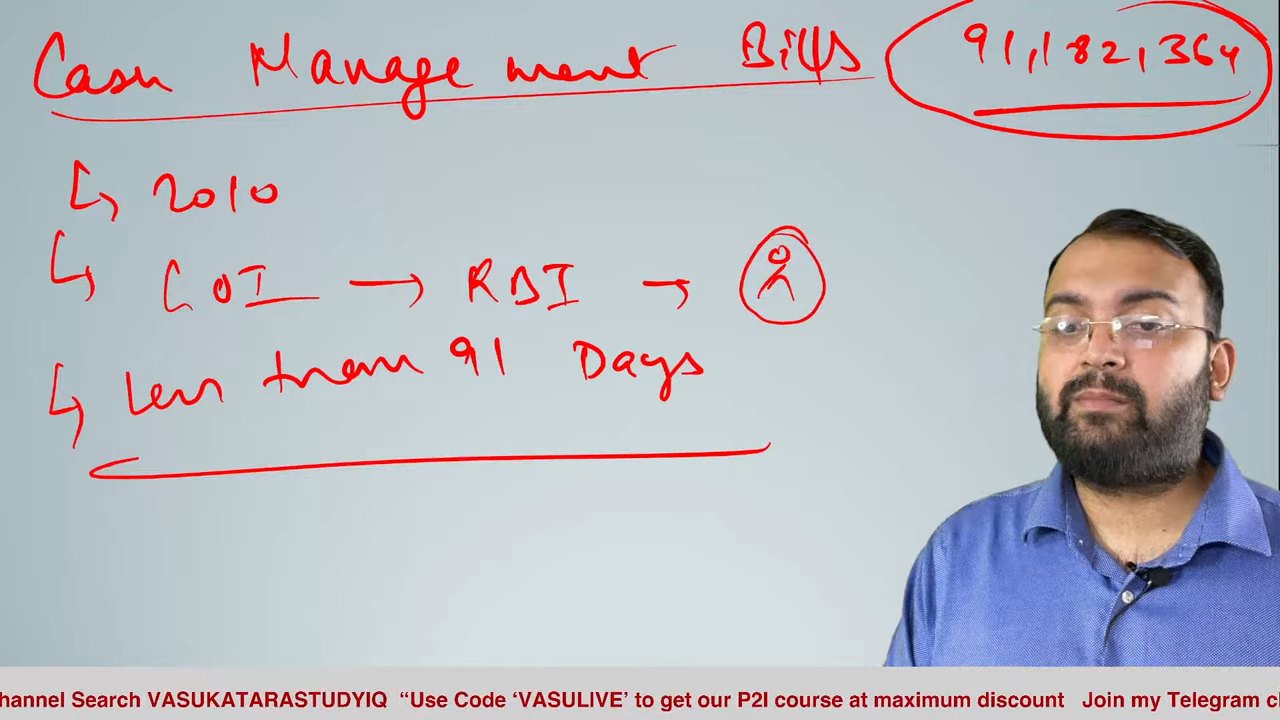 Cash Management Bills 91,182,364
↳ 2010
↳ GOI → RBI →
↳ Less than 91 Days
hannel Search VASUKATARASTUDYIQ “Use Code ‘VASULIVE’ to get our P2I course at maximum discount Join my Telegram c